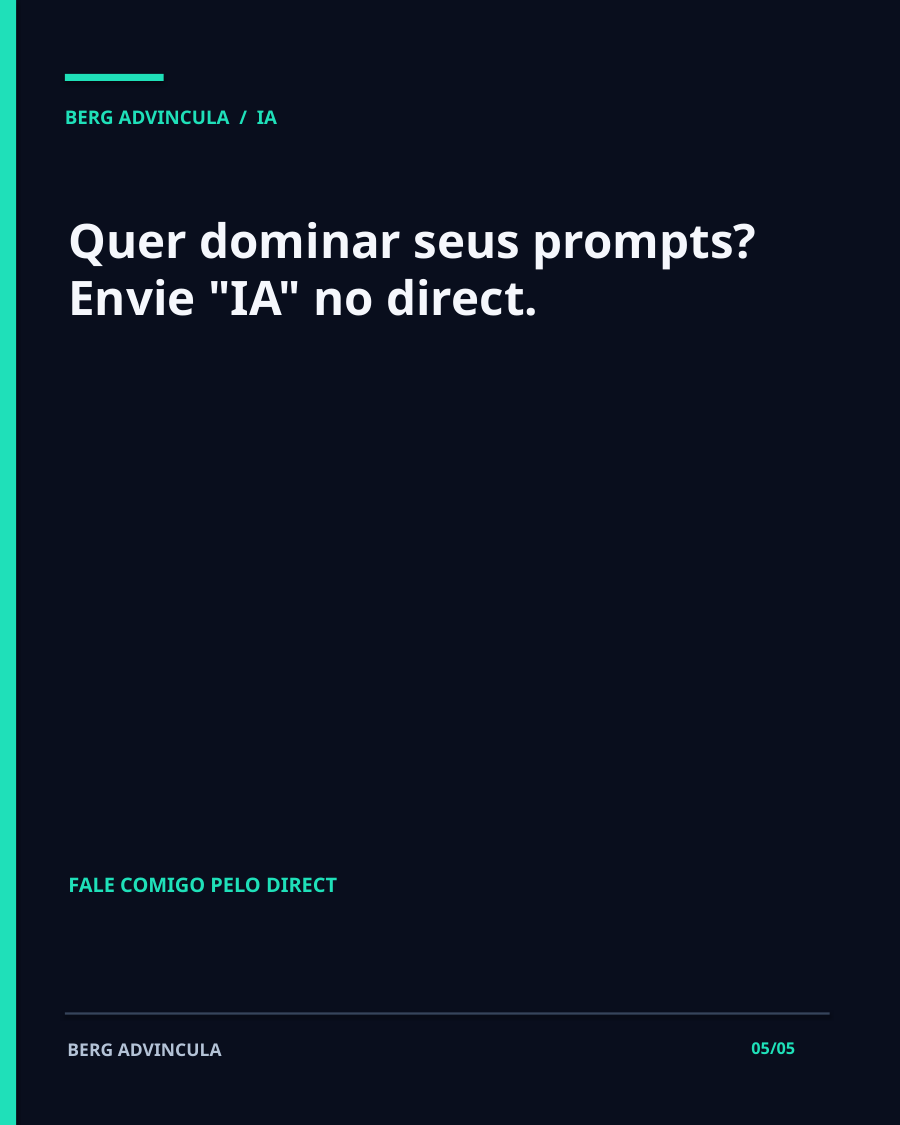 BERG ADVINCULA / IA
Quer dominar seus prompts?
Envie "IA" no direct.
FALE COMIGO PELO DIRECT
BERG ADVINCULA
05/05